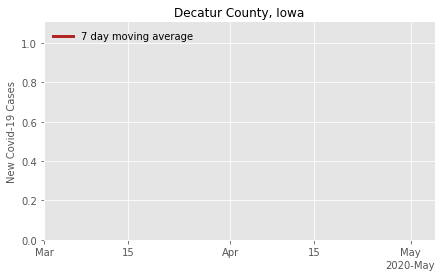 Decatur County, Iowa
7 day moving average
New Covid-19 Cases
1.0
0.8
0.6
0.4
0.2
0.0
Mar 15 Apr 15 May
2020-May